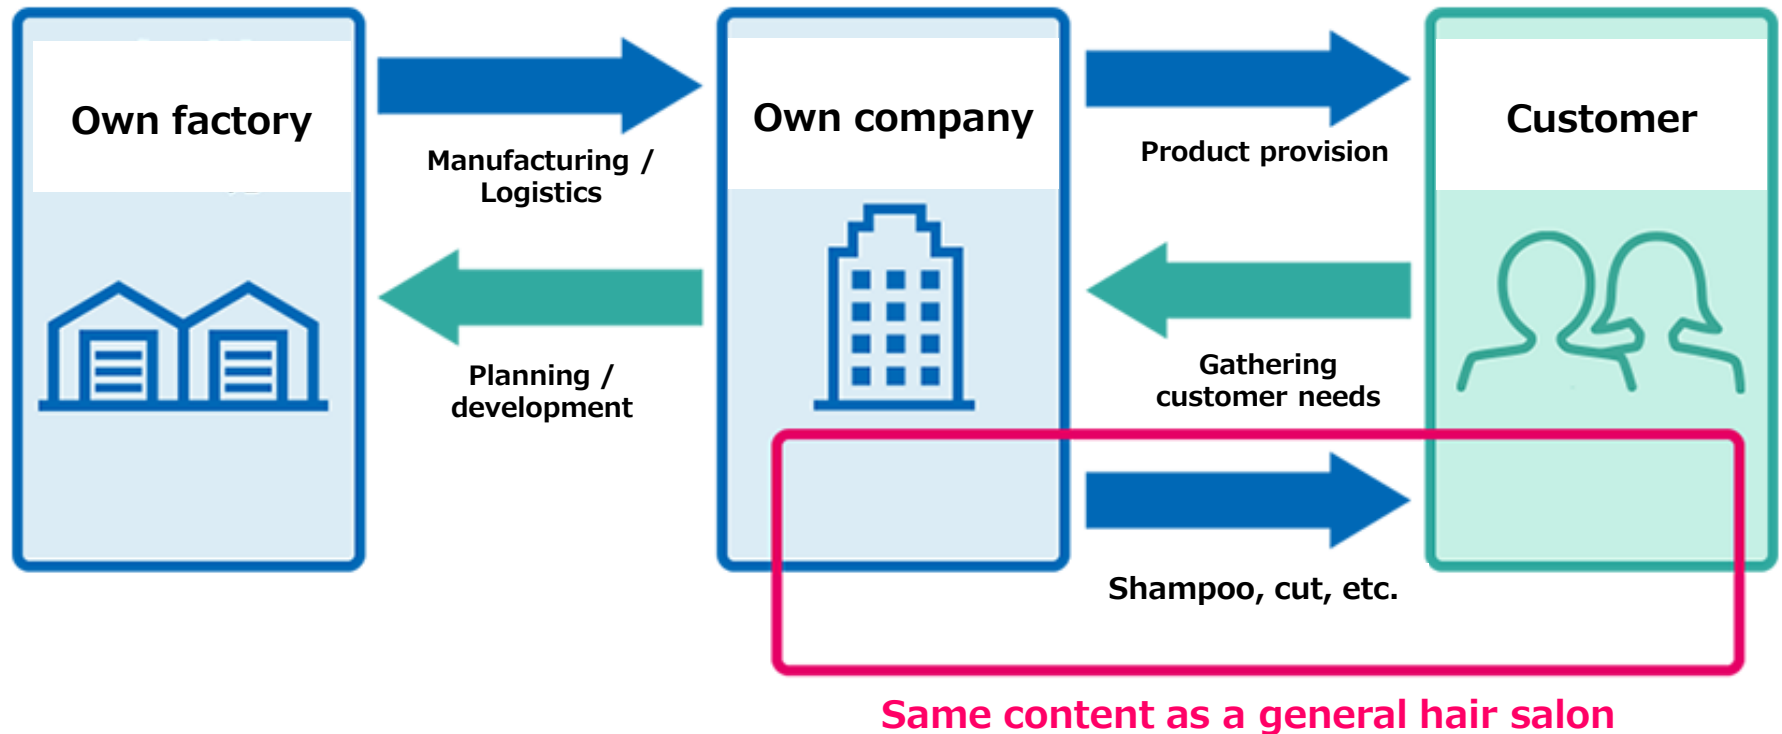 Own factory
Manufacturing /
Logistics
Planning /
development
Own company
Product provision
Gathering
customer needs
Shampoo, cut, etc.
Customer
Same content as a general hair salon